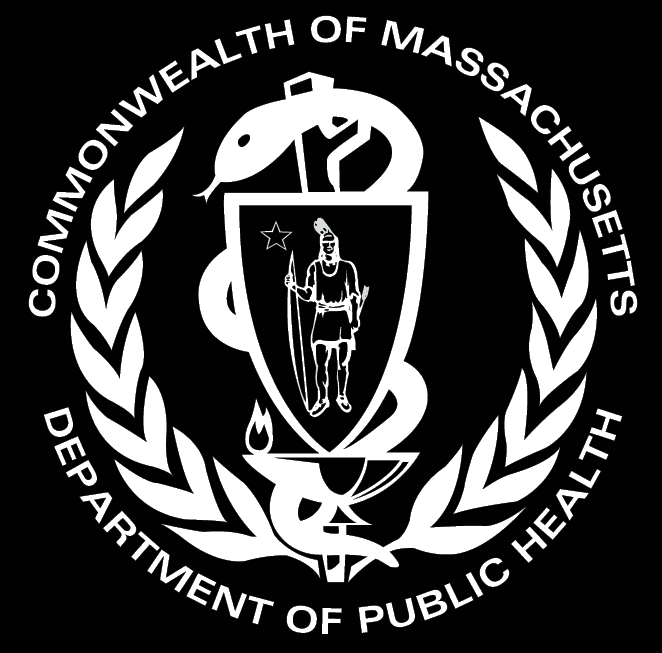 COMMONWEALTH OF MASSACHUSETTS
DEPARTMENT OF PUBLIC HEALTH